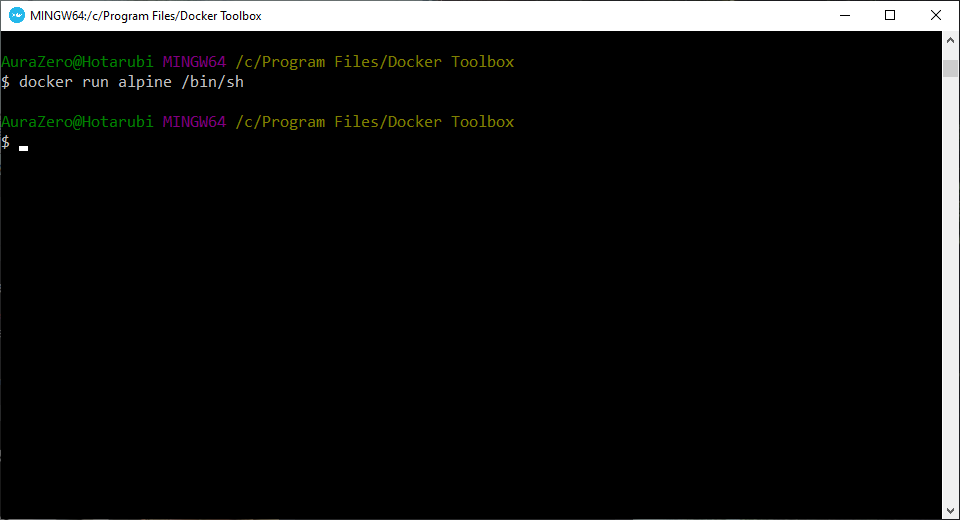 MINGW64:/c/Program Files/Docker Toolbox
AuraZero@Hotarubi MINGW64 /c/Program Files/Docker Toolbox
$ docker run alpine /bin/sh
AuraZero@Hotarubi MINGW64 /c/Program Files/Docker Toolbox
$